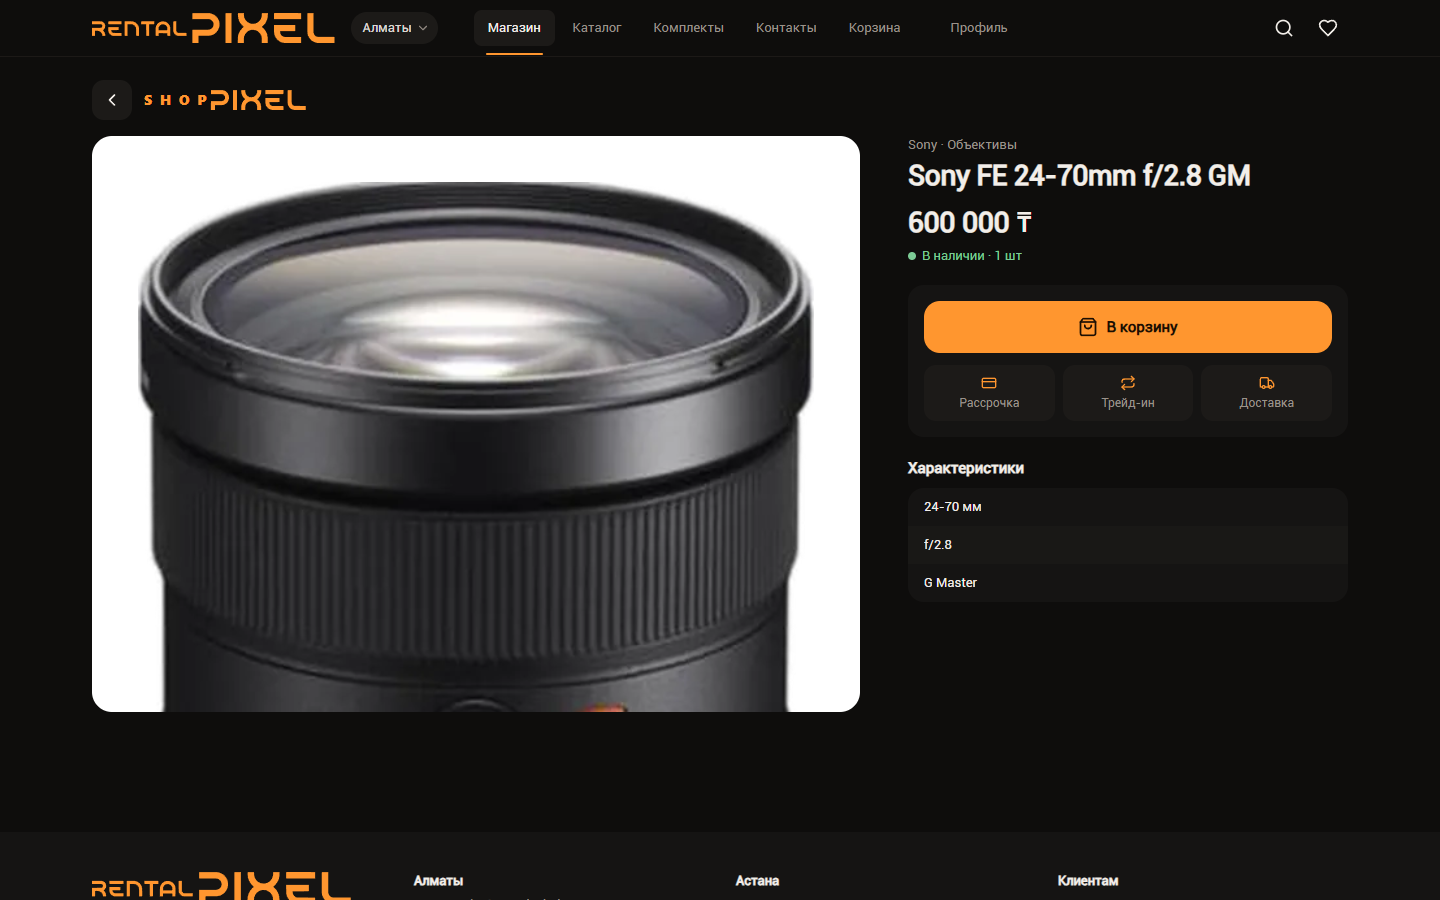 RENTAL PIXEL
Алматы
Магазин
Каталог
Комплекты
Контакты
Корзина
Профиль
SHOP PIXEL
Sony · Объективы
Sony FE 24-70mm f/2.8 GM
600 000 ₸
В наличии · 1 шт
В корзину
Рассрочка
Трейд-ин
Доставка
Характеристики
24-70 мм
f/2.8
G Master
RENTAL PIXEL
Алматы
Астана
Клиентам